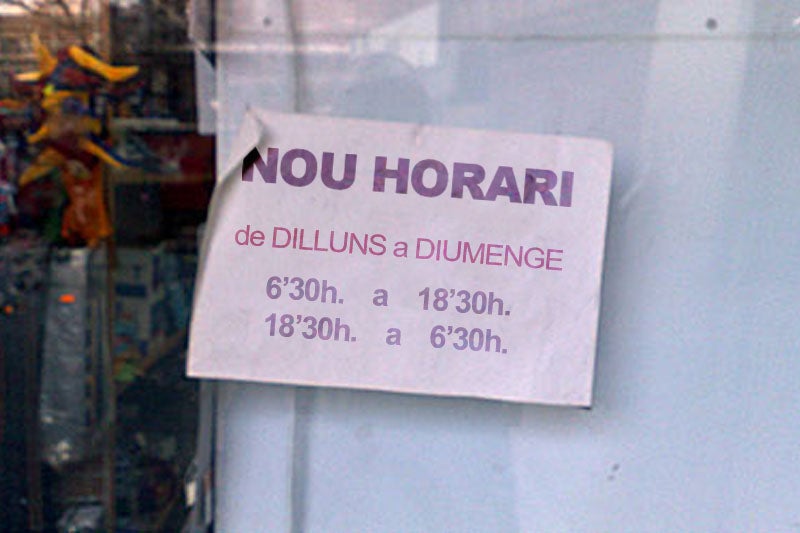 NOU HORARI
de DILLUNS a DIUMENGE
6'30h. a 18'30h.
18'30h. a 6'30h.